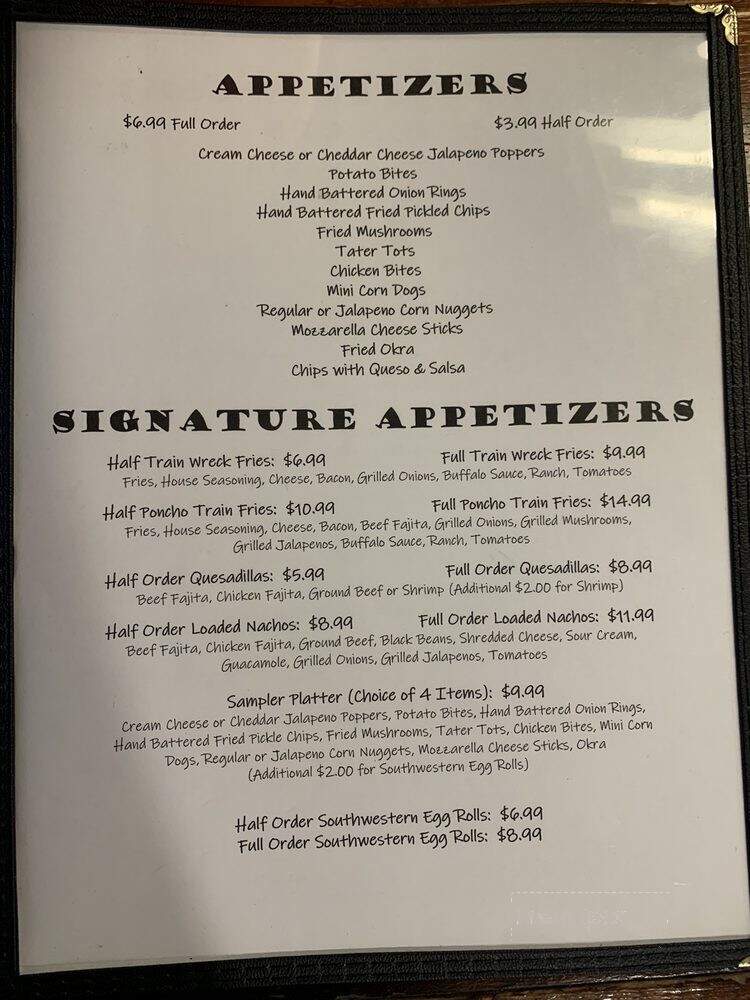 APPETIZERS
$6.99 Full Order $3.99 Half Order
Cream Cheese or Cheddar Cheese Jalapeno Poppers
Potato Bites
Hand Battered Onion Rings
Hand Battered Fried Pickled Chips
Fried Mushrooms
Tater Tots
Chicken Bites
Mini Corn Dogs
Regular or Jalapeno Corn Nuggets
Mozzarella Cheese Sticks
Fried Okra
Chips with Queso & Salsa
SIGNATURE APPETIZERS
Half Train Wreck Fries: $6.99 Full Train Wreck Fries: $9.99
Fries, House Seasoning, Cheese, Bacon, Grilled Onions, Buffalo Sauce, Ranch, Tomatoes
Half Poncho Train Fries: $10.99 Full Poncho Train Fries: $14.99
Fries, House Seasoning, Cheese, Bacon, Beef Fajita, Grilled Onions, Grilled Mushrooms,
Grilled Jalapenos, Buffalo Sauce, Ranch, Tomatoes
Half Order Quesadillas: $5.99 Full Order Quesadillas: $8.99
Beef Fajita, Chicken Fajita, Ground Beef or Shrimp (Additional $2.00 for Shrimp)
Half Order Loaded Nachos: $8.99 Full Order Loaded Nachos: $11.99
Beef Fajita, Chicken Fajita, Ground Beef, Black Beans, Shredded Cheese, Sour Cream,
Guacamole, Grilled Onions, Grilled Jalapenos, Tomatoes
Sampler Platter (Choice of 4 Items): $9.99
Cream Cheese or Cheddar Jalapeno Poppers, Potato Bites, Hand Battered Onion Rings,
Hand Battered Fried Pickle Chips, Fried Mushrooms, Tater Tots, Chicken Bites, Mini Corn
Dogs, Regular or Jalapeno Corn Nuggets, Mozzarella Cheese Sticks, Okra
(Additional $2.00 for Southwestern Egg Rolls)
Half Order Southwestern Egg Rolls: $6.99
Full Order Southwestern Egg Rolls: $8.99